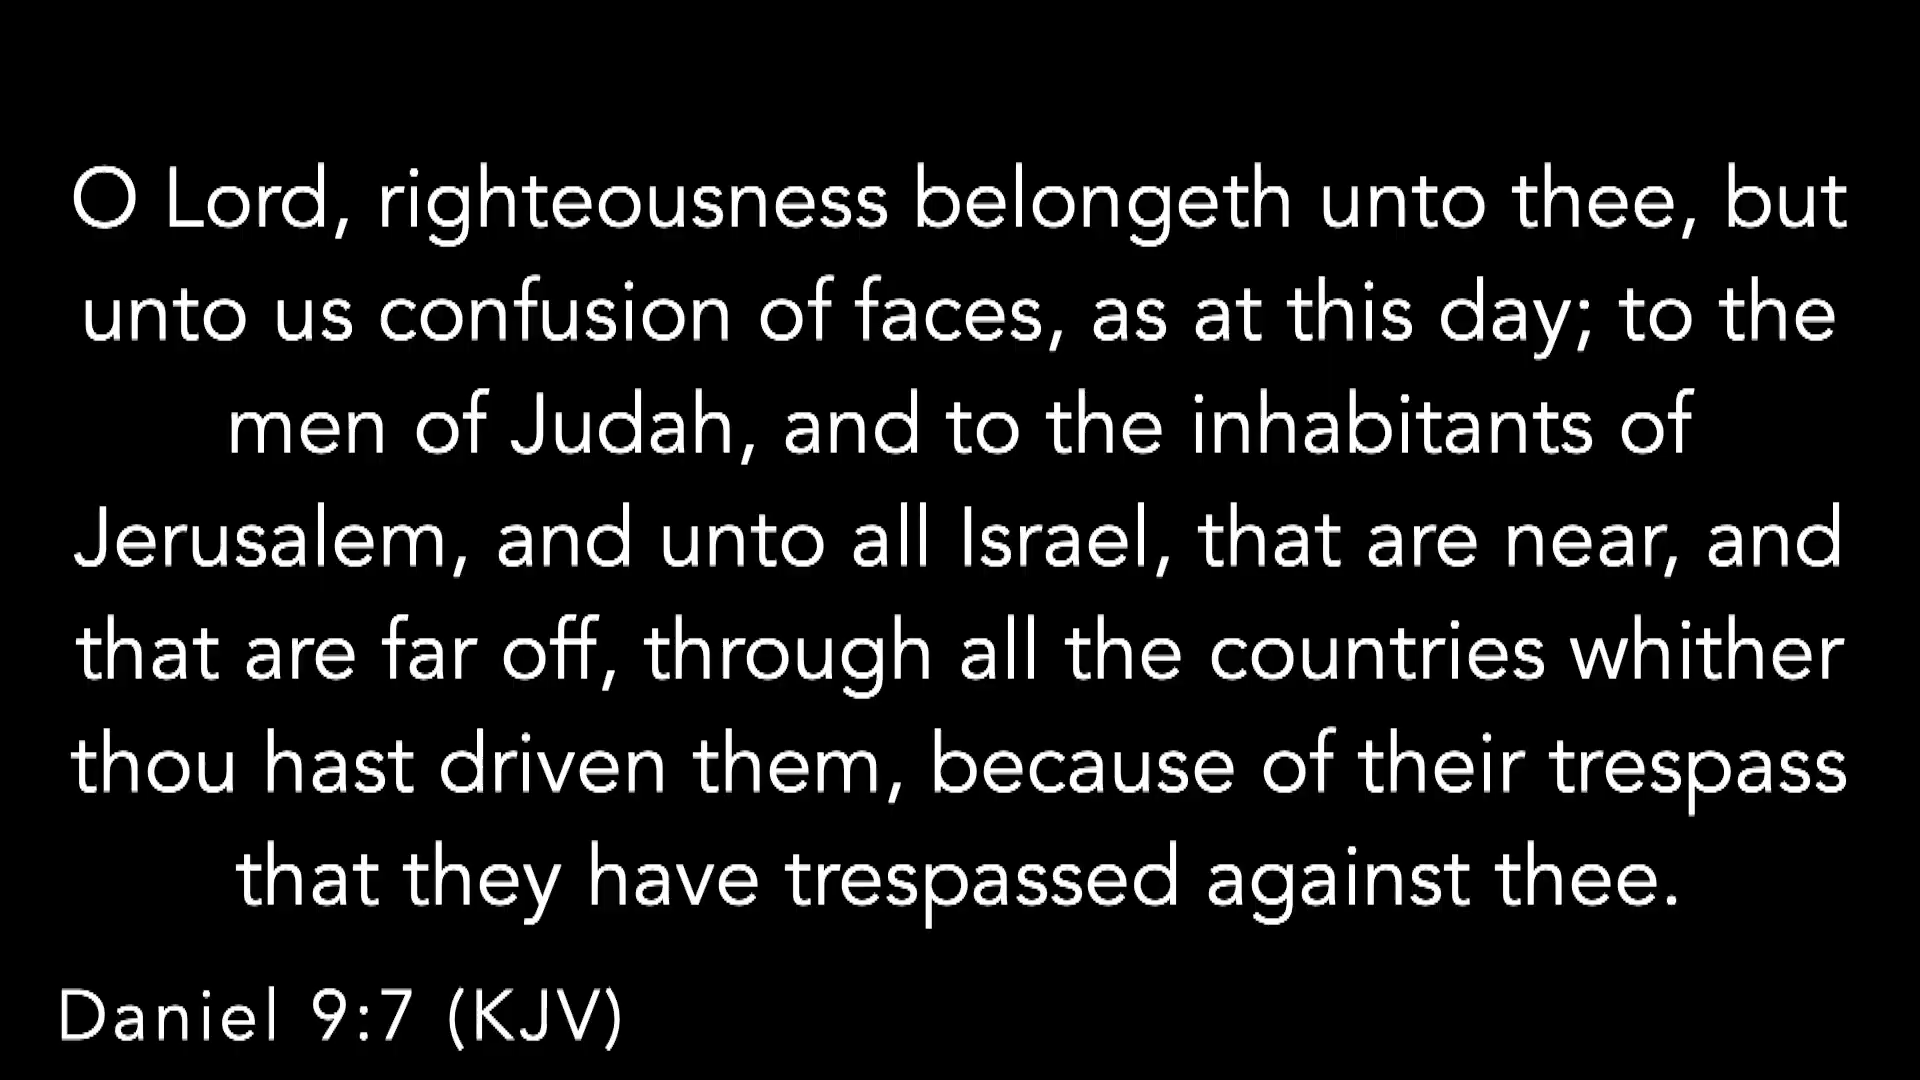 O Lord, righteousness belongeth unto thee, but
unto us confusion of faces, as at this day; to the
men of Judah, and to the inhabitants of
Jerusalem, and unto all Israel, that are near, and
that are far off, through all the countries whither
thou hast driven them, because of their trespass
that they have trespassed against thee.
Daniel 9:7 (KJV)